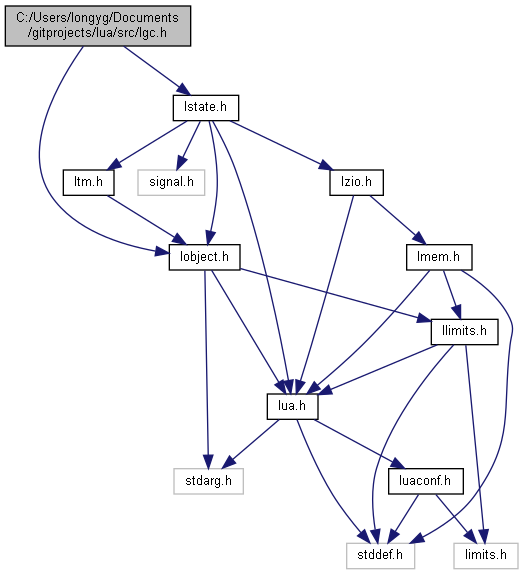 C:/Users/longyg/Documents
/gitprojects/lua/src/lgc.h
lstate.h
ltm.h
signal.h
lzio.h
lobject.h
lmem.h
llimits.h
lua.h
stdarg.h
luaconf.h
stddef.h
limits.h